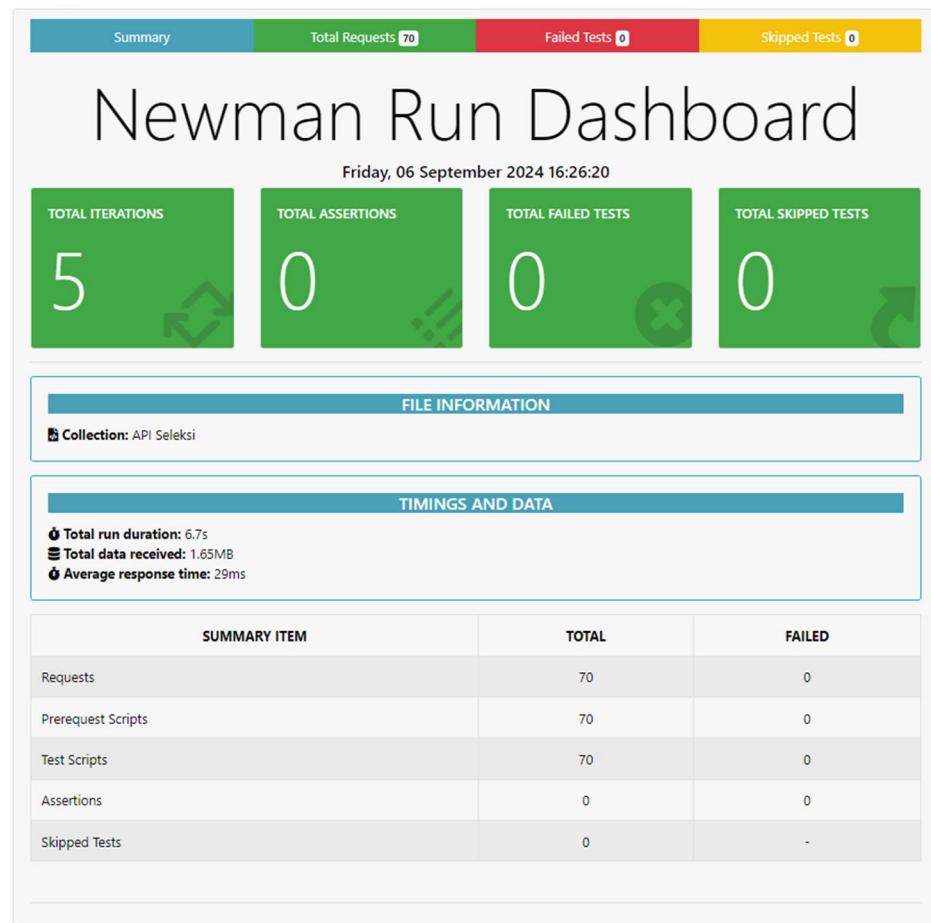 Summary Total Requests 70 Failed Tests 0 Skipped Tests 0
Newman Run Dashboard
Friday, 06 September 2024 16:26:20
TOTAL ITERATIONS TOTAL ASSERTIONS TOTAL FAILED TESTS TOTAL SKIPPED TESTS
5 0 0 0
FILE INFORMATION
Collection: API Seleksi
TIMINGS AND DATA
Total run duration: 6.7s
Total data received: 1.65MB
Average response time: 29ms
SUMMARY ITEM TOTAL FAILED
Requests 70 0
Prerequest Scripts 70 0
Test Scripts 70 0
Assertions 0 0
Skipped Tests 0 -